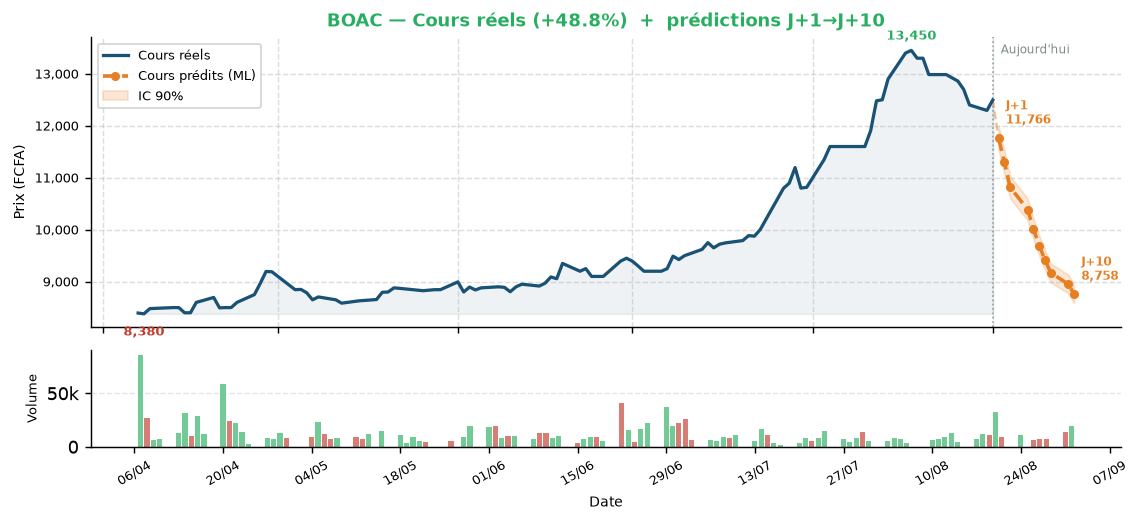 BOAC — Cours réels (+48.8%) + prédictions J+1→J+10
13,450
Aujourd'hui
Cours réels
Cours prédits (ML)
IC 90%
13,000
12,000
11,000
10,000
9,000
Prix (FCFA)
J+1
11,766
J+10
8,758
8,380
50k
0
Volume
06/04
20/04
04/05
18/05
01/06
15/06
29/06
13/07
27/07
10/08
24/08
07/09
Date